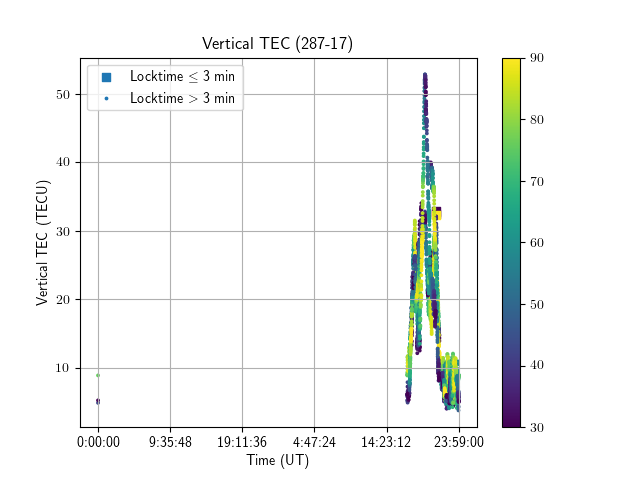 Vertical TEC (287-17)
Locktime ≤ 3 min
Locktime > 3 min
Vertical TEC (TECU)
50
40
30
20
10
0:00:00 9:35:48 19:11:36 4:47:24 14:23:12 23:59:00
Time (UT)
90
80
70
60
50
40
30